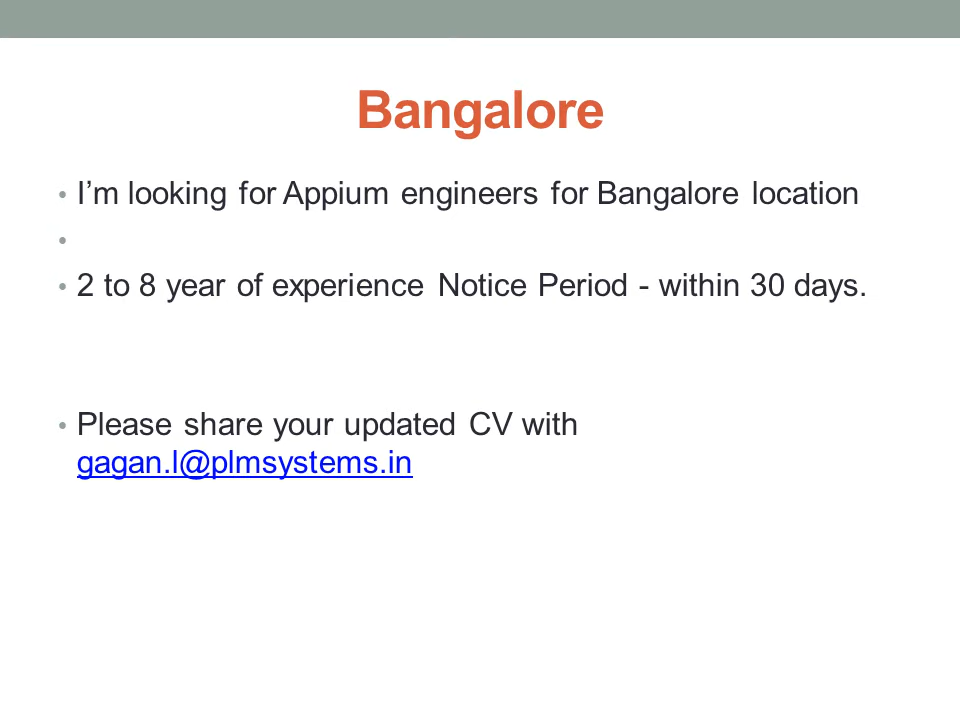 Bangalore
• I’m looking for Appium engineers for Bangalore location
•
• 2 to 8 year of experience Notice Period - within 30 days.
• Please share your updated CV with
gagan.l@plmsystems.in